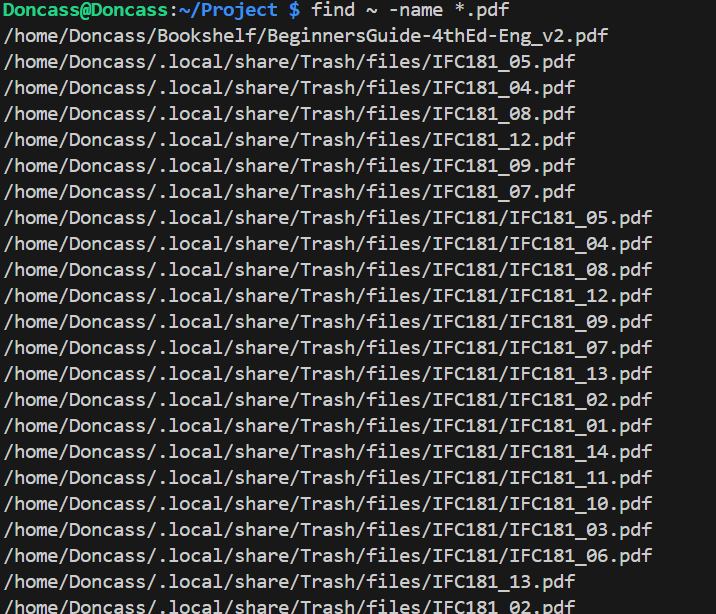 Doncass@Doncass:~/Project $ find ~ -name *.pdf
/home/Doncass/Bookshelf/BeginnersGuide-4thEd-Eng_v2.pdf
/home/Doncass/.local/share/Trash/files/IFC181_05.pdf
/home/Doncass/.local/share/Trash/files/IFC181_04.pdf
/home/Doncass/.local/share/Trash/files/IFC181_08.pdf
/home/Doncass/.local/share/Trash/files/IFC181_12.pdf
/home/Doncass/.local/share/Trash/files/IFC181_09.pdf
/home/Doncass/.local/share/Trash/files/IFC181_07.pdf
/home/Doncass/.local/share/Trash/files/IFC181/IFC181_05.pdf
/home/Doncass/.local/share/Trash/files/IFC181/IFC181_04.pdf
/home/Doncass/.local/share/Trash/files/IFC181/IFC181_08.pdf
/home/Doncass/.local/share/Trash/files/IFC181/IFC181_12.pdf
/home/Doncass/.local/share/Trash/files/IFC181/IFC181_09.pdf
/home/Doncass/.local/share/Trash/files/IFC181/IFC181_07.pdf
/home/Doncass/.local/share/Trash/files/IFC181/IFC181_13.pdf
/home/Doncass/.local/share/Trash/files/IFC181/IFC181_02.pdf
/home/Doncass/.local/share/Trash/files/IFC181/IFC181_01.pdf
/home/Doncass/.local/share/Trash/files/IFC181/IFC181_14.pdf
/home/Doncass/.local/share/Trash/files/IFC181/IFC181_11.pdf
/home/Doncass/.local/share/Trash/files/IFC181/IFC181_10.pdf
/home/Doncass/.local/share/Trash/files/IFC181/IFC181_03.pdf
/home/Doncass/.local/share/Trash/files/IFC181/IFC181_06.pdf
/home/Doncass/.local/share/Trash/files/IFC181_13.pdf
/home/Doncass/.local/share/Trash/files/IFC181_02.pdf